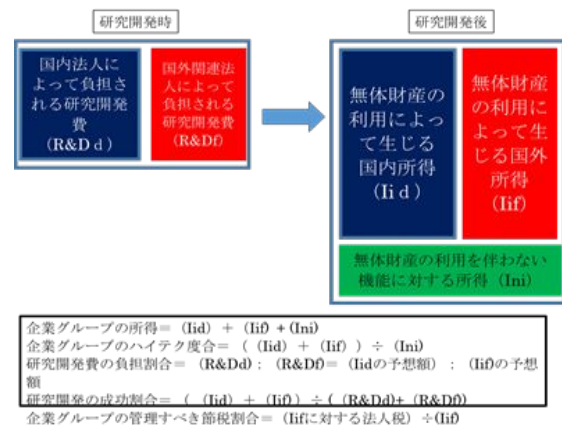 研究開発時
研究開発後
国内法人に
よって負担さ
れる研究開発
費
(R&Dｄ)
国外関連法
人によって
負担される
研究開発費
(R&Df)
無体財産の
利用によっ
て生じる
国内所得
(Iiｄ)
無体財産
の利用に
よって生
じる国外
所得
(Iif)
無体財産の利用を伴わない
機能に対する所得 (Ini)
企業グループの所得＝ (Iid) ＋ (Iif) ＋(Ini)
企業グループのハイテク度合＝ ( (Iid) ＋ (Iif) ) ÷ (Ini)
研究開発費の負担割合＝ (R&Dd)： (R&Df)＝ (Iidの予想額) ： (Iifの予想
額
研究開発の成功割合＝ ( (Iid) ＋ (Iif)) ÷( (R&Dd)+ (R&Df))
企業グループの管理すべき節税割合＝ (Iifに対する法人税) ÷(Iif)